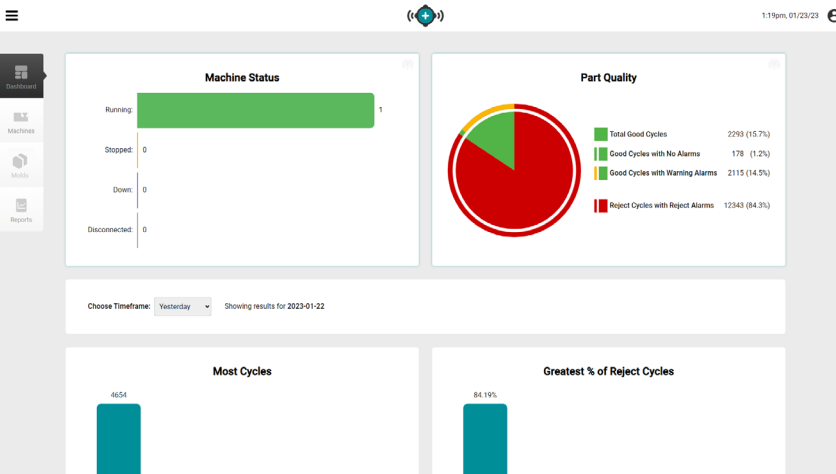 1:19pm, 01/23/23
Dashboard
Machines
Molds
Reports
Machine Status
Running: 1
Stopped: 0
Down: 0
Disconnected: 0
Part Quality
Total Good Cycles 2293 (15.7%)
Good Cycles with No Alarms 178 (1.2%)
Good Cycles with Warning Alarms 2115 (14.5%)
Reject Cycles with Reject Alarms 12343 (84.3%)
Choose Timeframe: Yesterday Showing results for 2023-01-22
Most Cycles
4654
Greatest % of Reject Cycles
84.19%